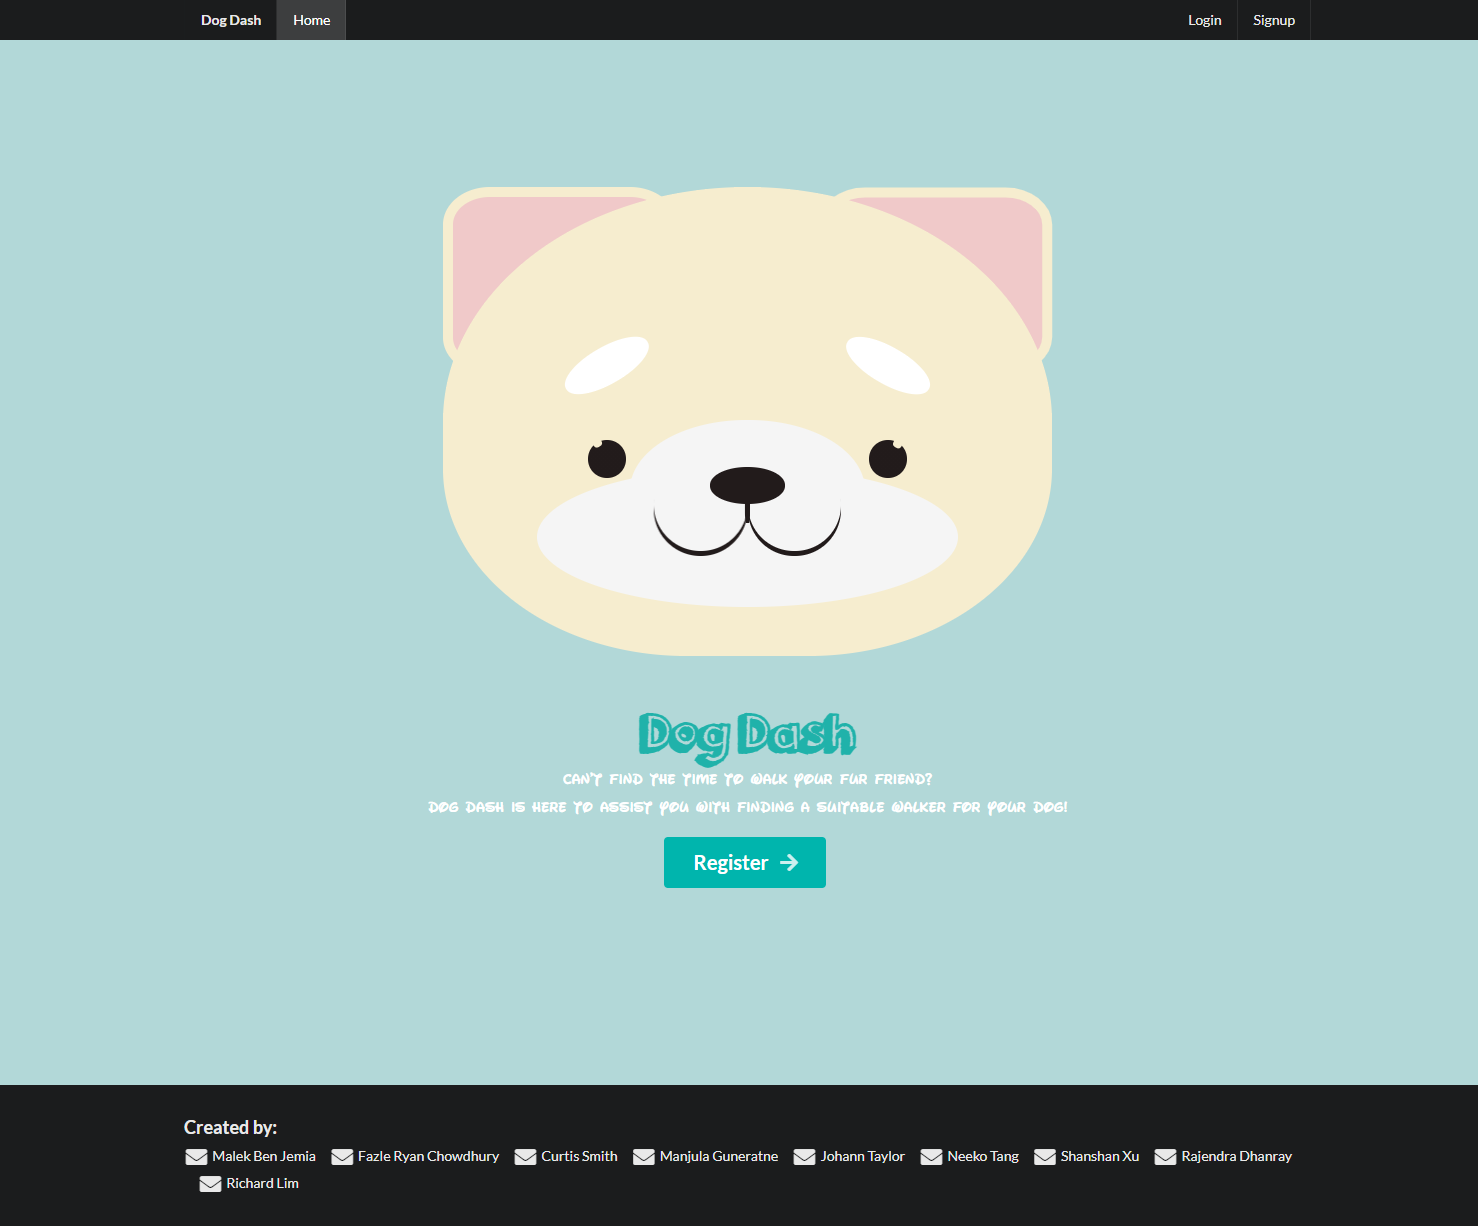 Dog Dash Home Login Signup
Dog Dash
CAN'T FIND THE TIME TO WALK YOUR FUR FRIEND?
DOG DASH IS HERE TO ASSIST YOU WITH FINDING A SUITABLE WALKER FOR YOUR DOG!
Register
Created by:
Malek Ben Jemia Fazle Ryan Chowdhury Curtis Smith Manjula Guneratne Johann Taylor Neeko Tang Shanshan Xu Rajendra Dhanray
Richard Lim